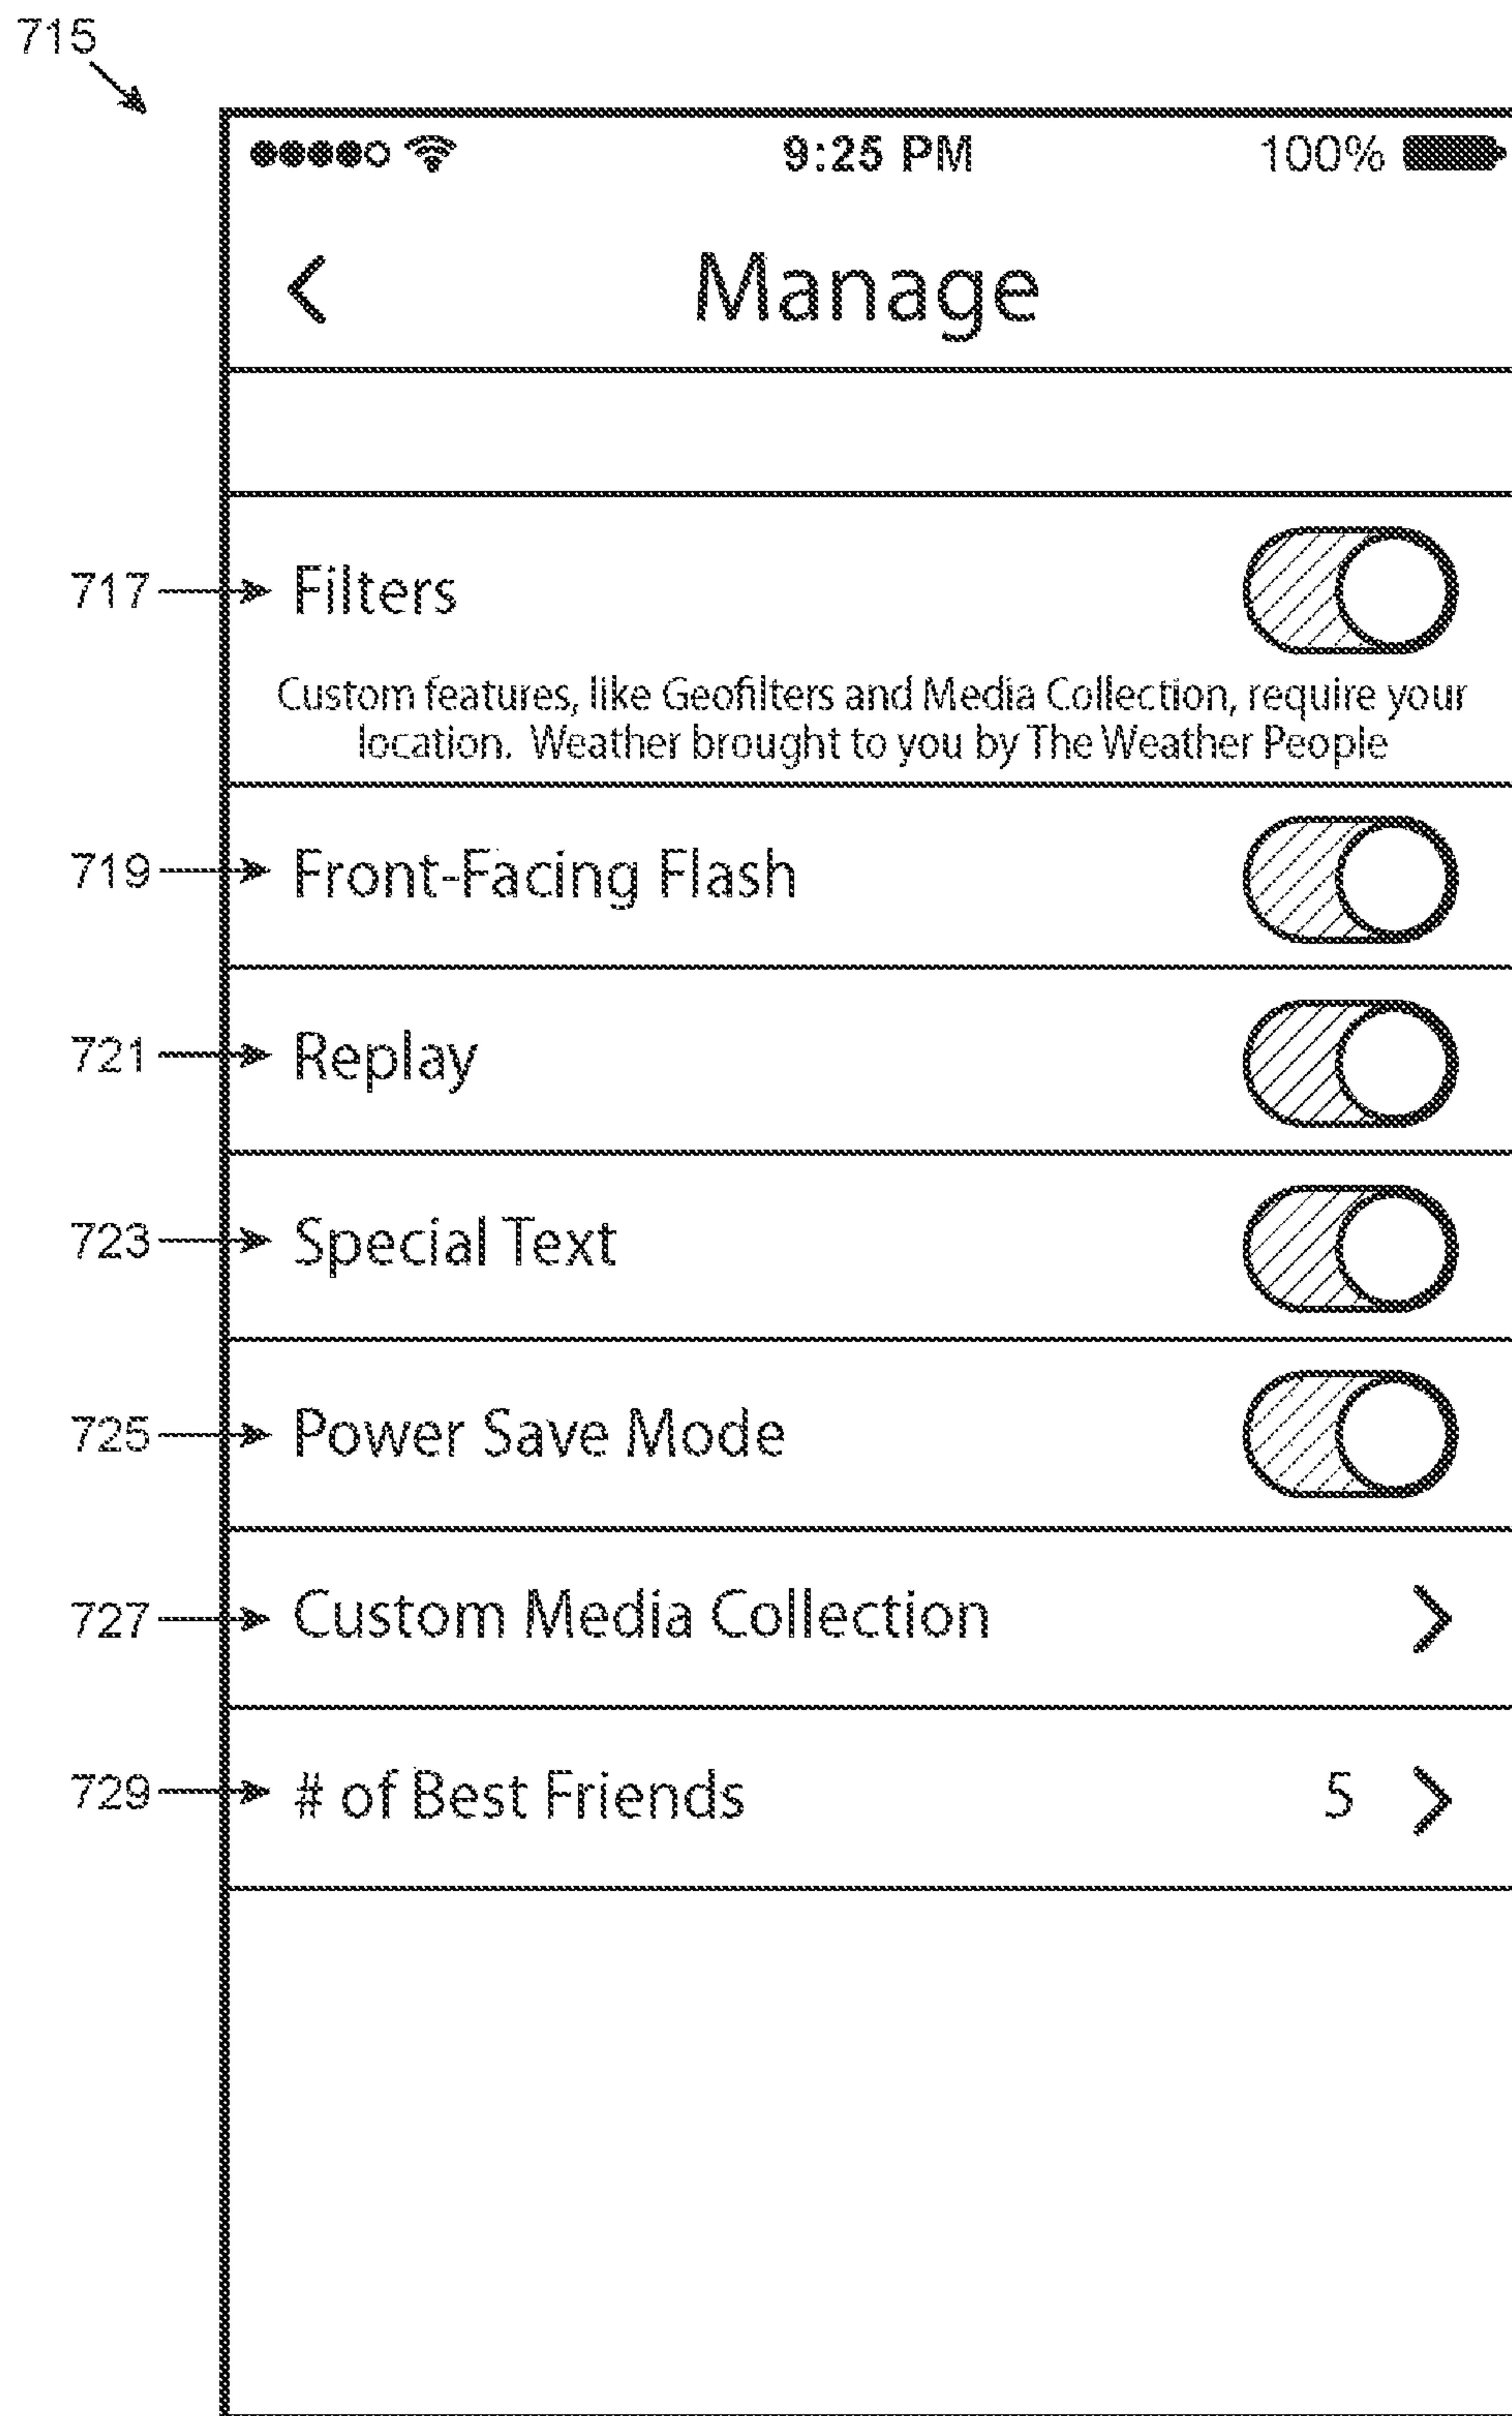 715
9:25 PM 100%
Manage
717 Filters
Custom features, like Geofilters and Media Collection, require your
location. Weather brought to you by The Weather People
719 Front-Facing Flash
721 Replay
723 Special Text
725 Power Save Mode
727 Custom Media Collection
729 # of Best Friends 5